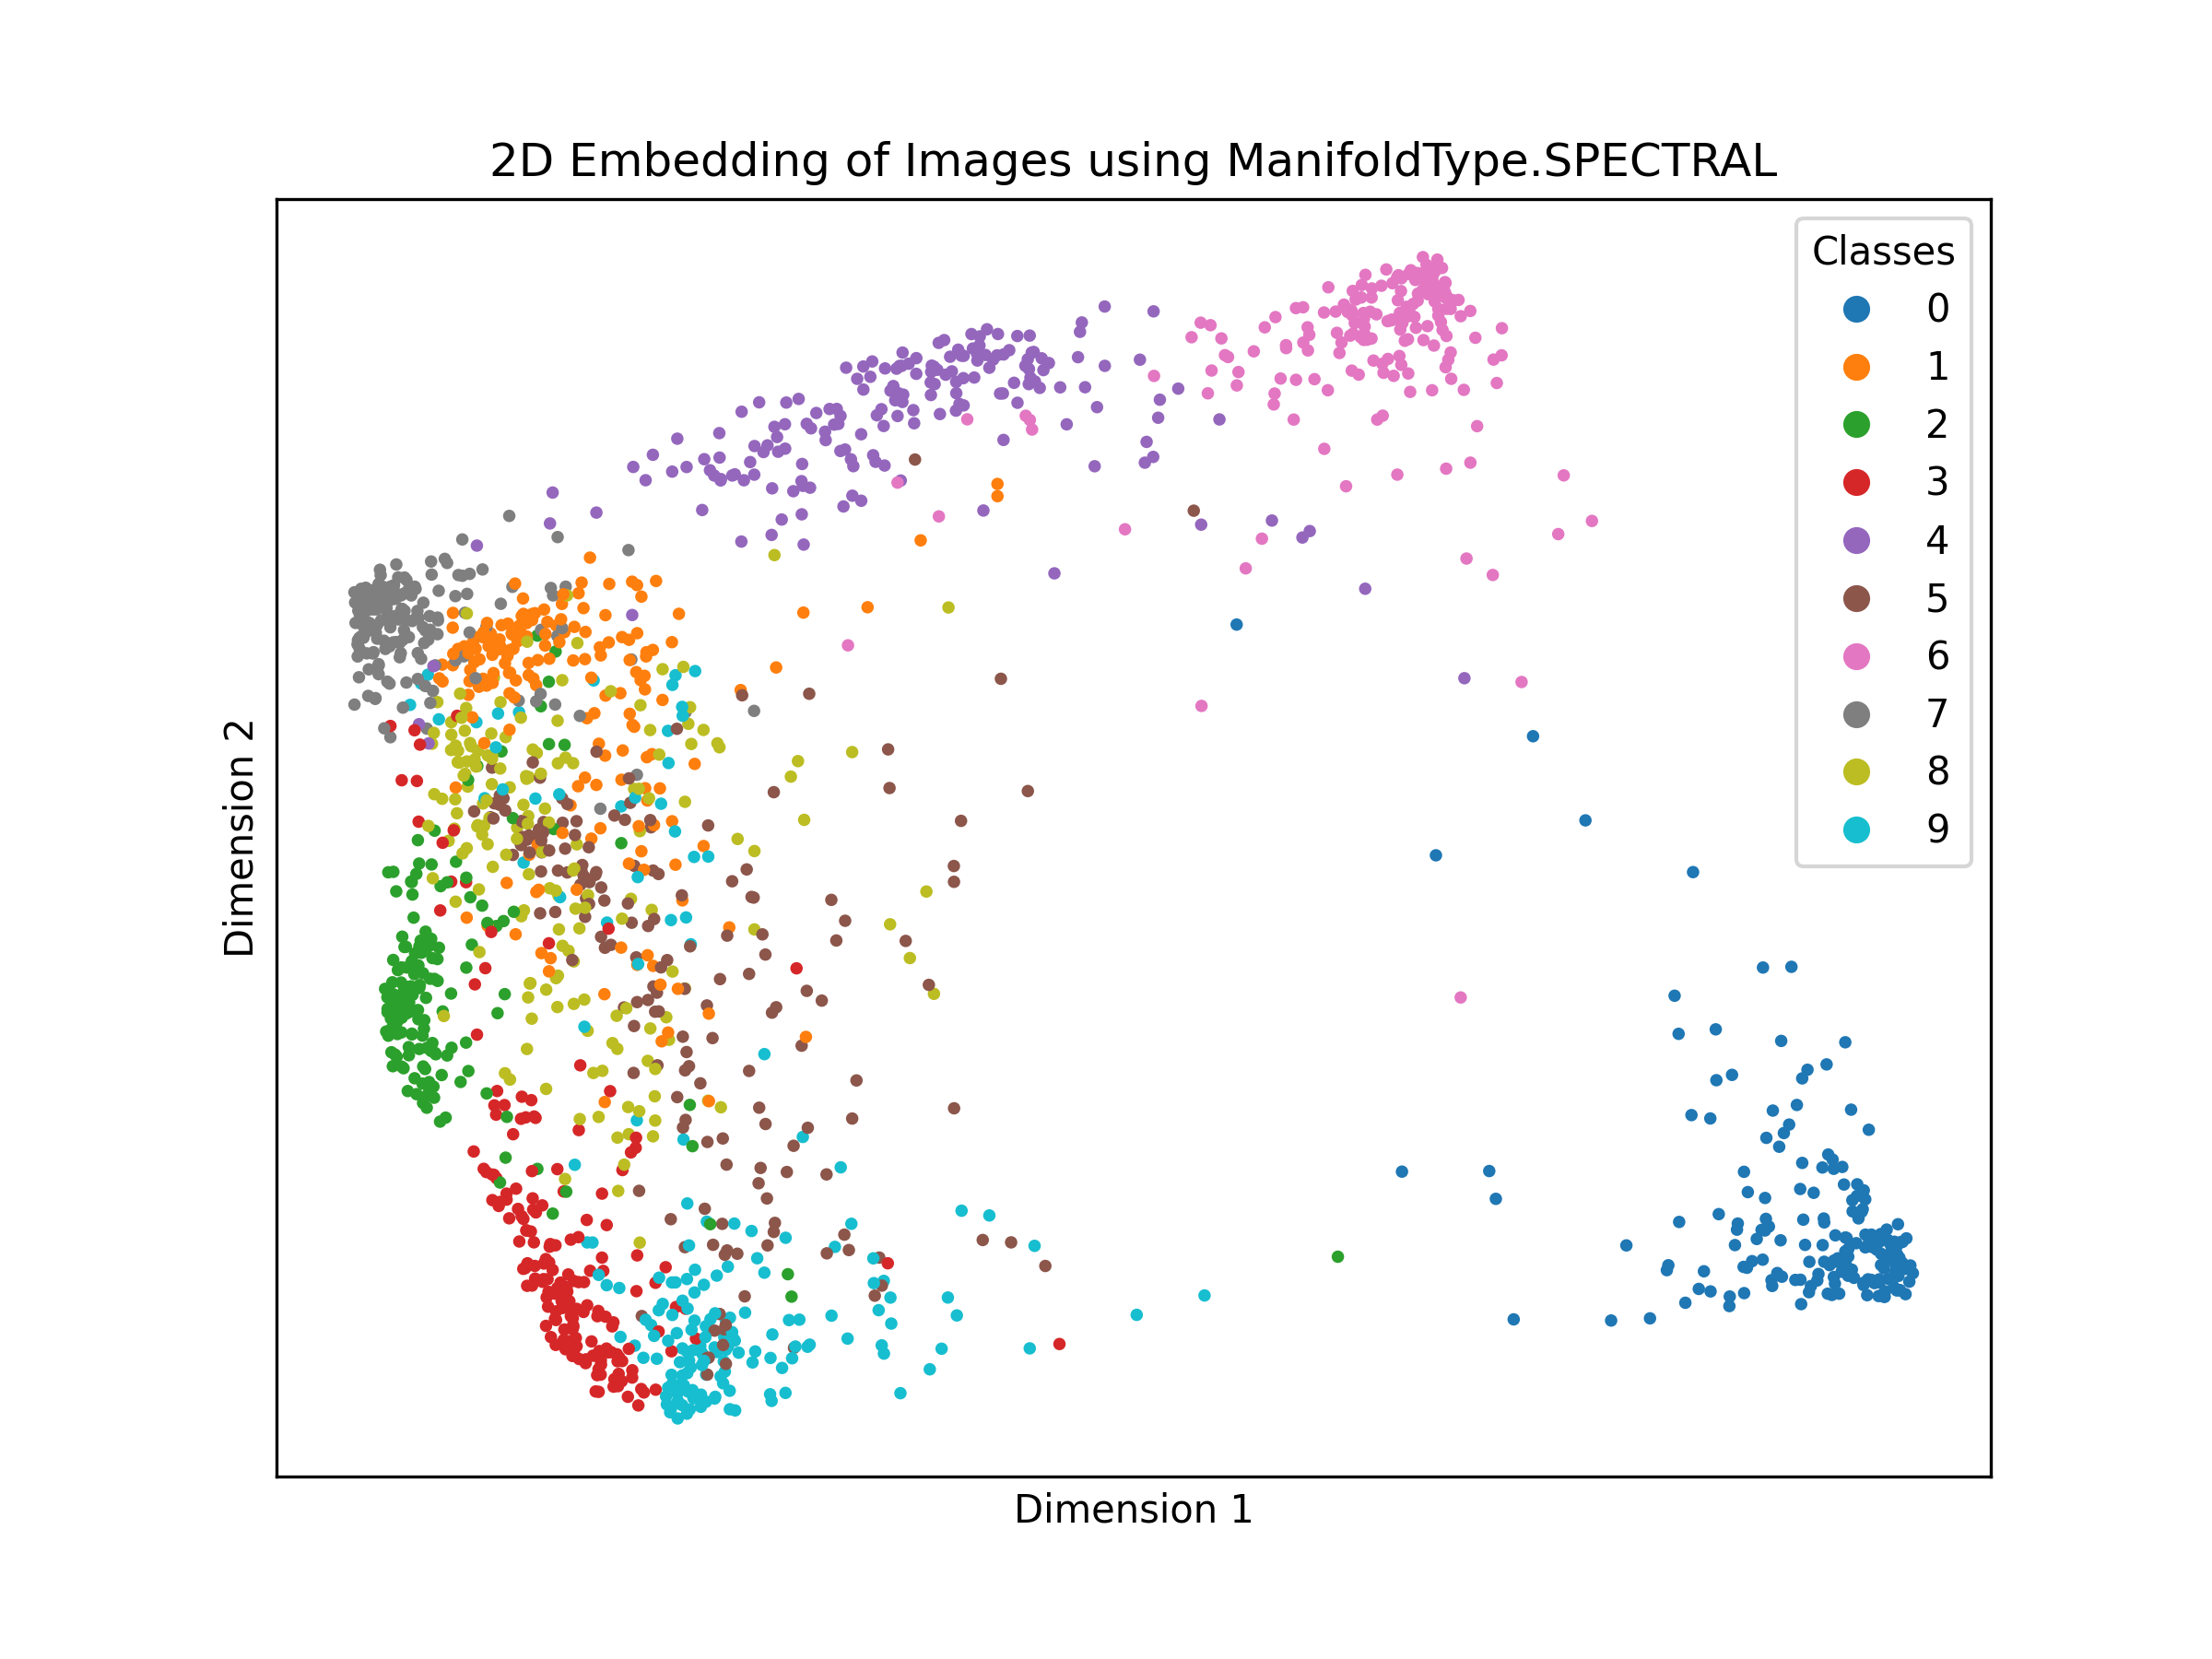 2D Embedding of Images using ManifoldType.SPECTRAL
Classes
0
1
2
3
4
5
6
7
8
9
Dimension 2
Dimension 1